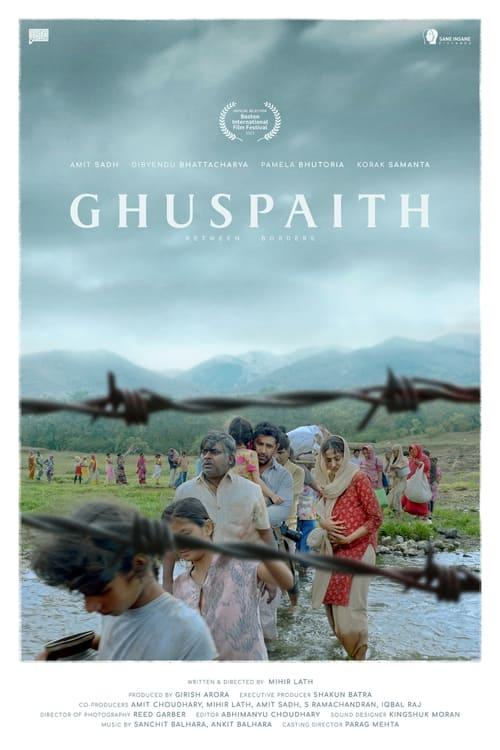 SANE INSANE
PICTURES
OFFICIAL SELECTION
Boston
International
Film Festival
AMIT SADH DIBYENDU BHATTACHARYA PAMELA BHUTORIA KORAK SAMANTA
GHUSPAITH
BETWEEN BORDERS
WRITTEN & DIRECTED BY MIHIR LATH
PRODUCED BY GIRISH ARORA EXECUTIVE PRODUCER SHAKUN BATRA
CO-PRODUCERS AMIT CHOUDHARY, MIHIR LATH, AMIT SADH, S RAMACHANDRAN, IQBAL RAJ
DIRECTOR OF PHOTOGRAPHY REED GARBER EDITOR ABHIMANYU CHOUDHARY SOUND DESIGNER KINGSHUK MORAN
MUSIC BY SANCHIT BALHARA, ANKIT BALHARA CASTING DIRECTOR PARAG MEHTA